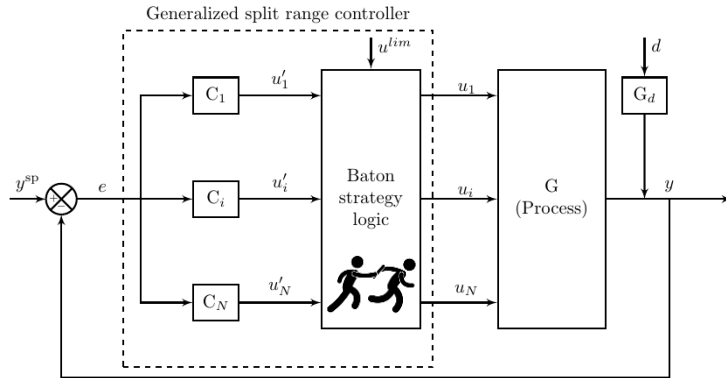 Generalized split range controller
u^{lim}
d
C_1
u'_1
u_1
G_d
y^{sp}
e
C_i
u'_i
Baton
strategy
logic
u_i
G
(Process)
y
+
−
C_N
u'_N
u_N